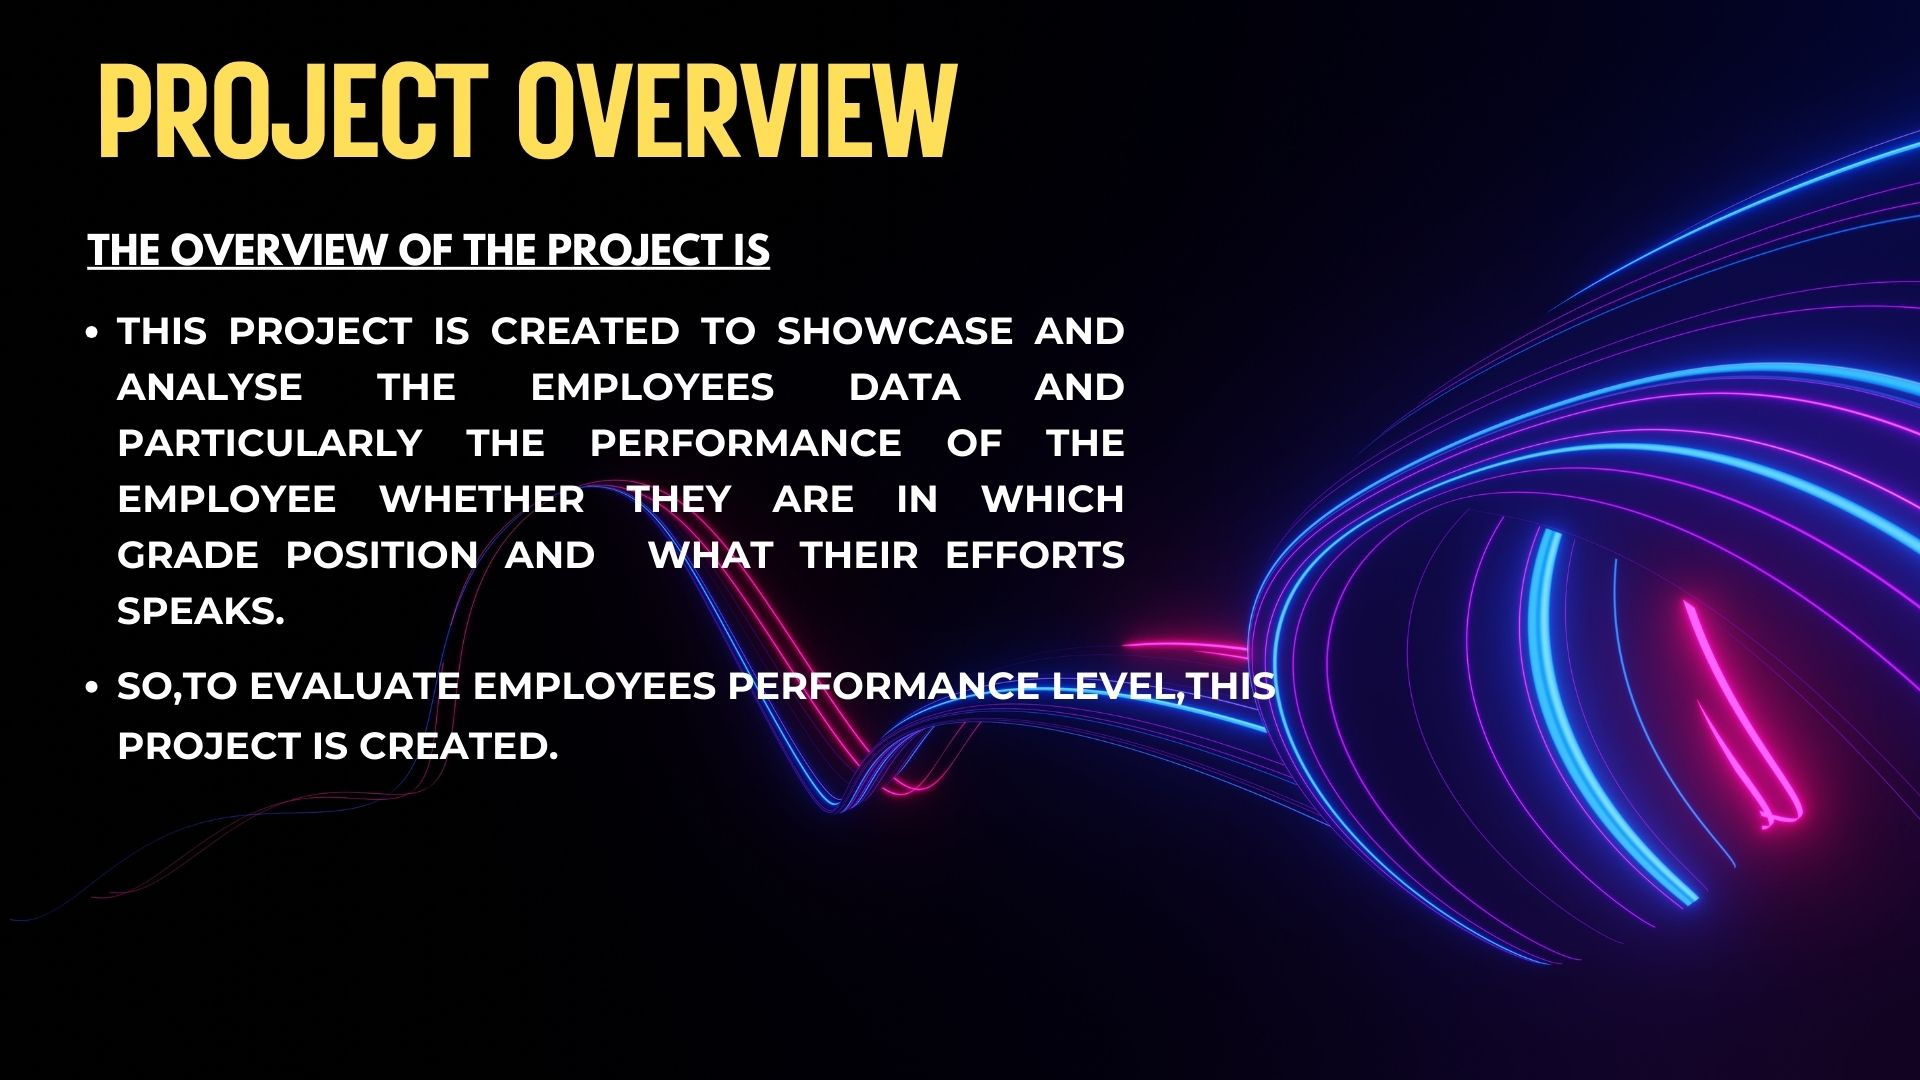 PROJECT OVERVIEW
THE OVERVIEW OF THE PROJECT IS
• THIS PROJECT IS CREATED TO SHOWCASE AND
ANALYSE THE EMPLOYEES DATA AND
PARTICULARLY THE PERFORMANCE OF THE
EMPLOYEE WHETHER THEY ARE IN WHICH
GRADE POSITION AND WHAT THEIR EFFORTS
SPEAKS.
• SO,TO EVALUATE EMPLOYEES PERFORMANCE LEVEL,THIS
PROJECT IS CREATED.